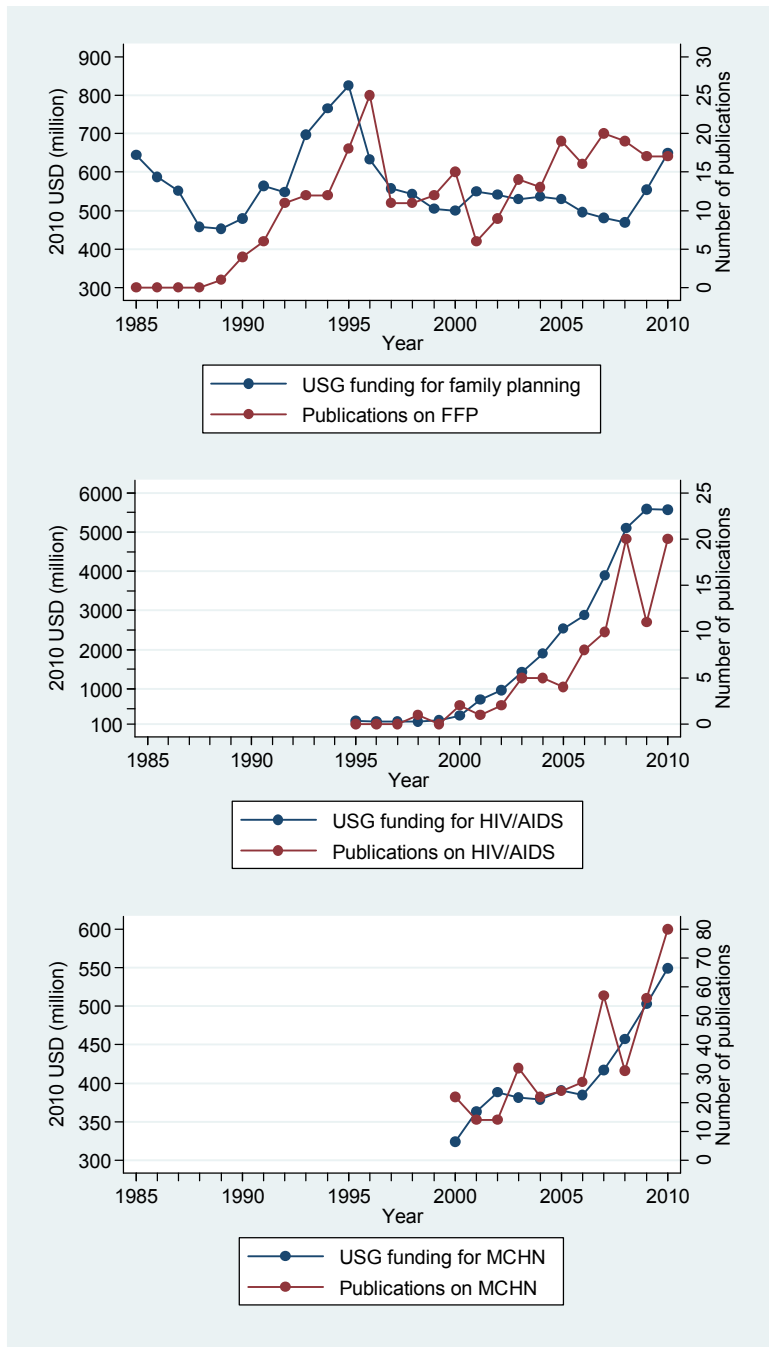 2010 USD (million)
900
800
700
600
500
400
300
30
25
20
15
10
5
0
Number of publications
1985 1990 1995 2000 2005 2010
Year
USG funding for family planning
Publications on FFP
2010 USD (million)
6000
5000
4000
3000
2000
1000
100
25
20
15
10
5
0
Number of publications
1985 1990 1995 2000 2005 2010
Year
USG funding for HIV/AIDS
Publications on HIV/AIDS
2010 USD (million)
600
550
500
450
400
350
300
80
70
60
50
40
30
20
10
0
Number of publications
1985 1990 1995 2000 2005 2010
Year
USG funding for MCHN
Publications on MCHN